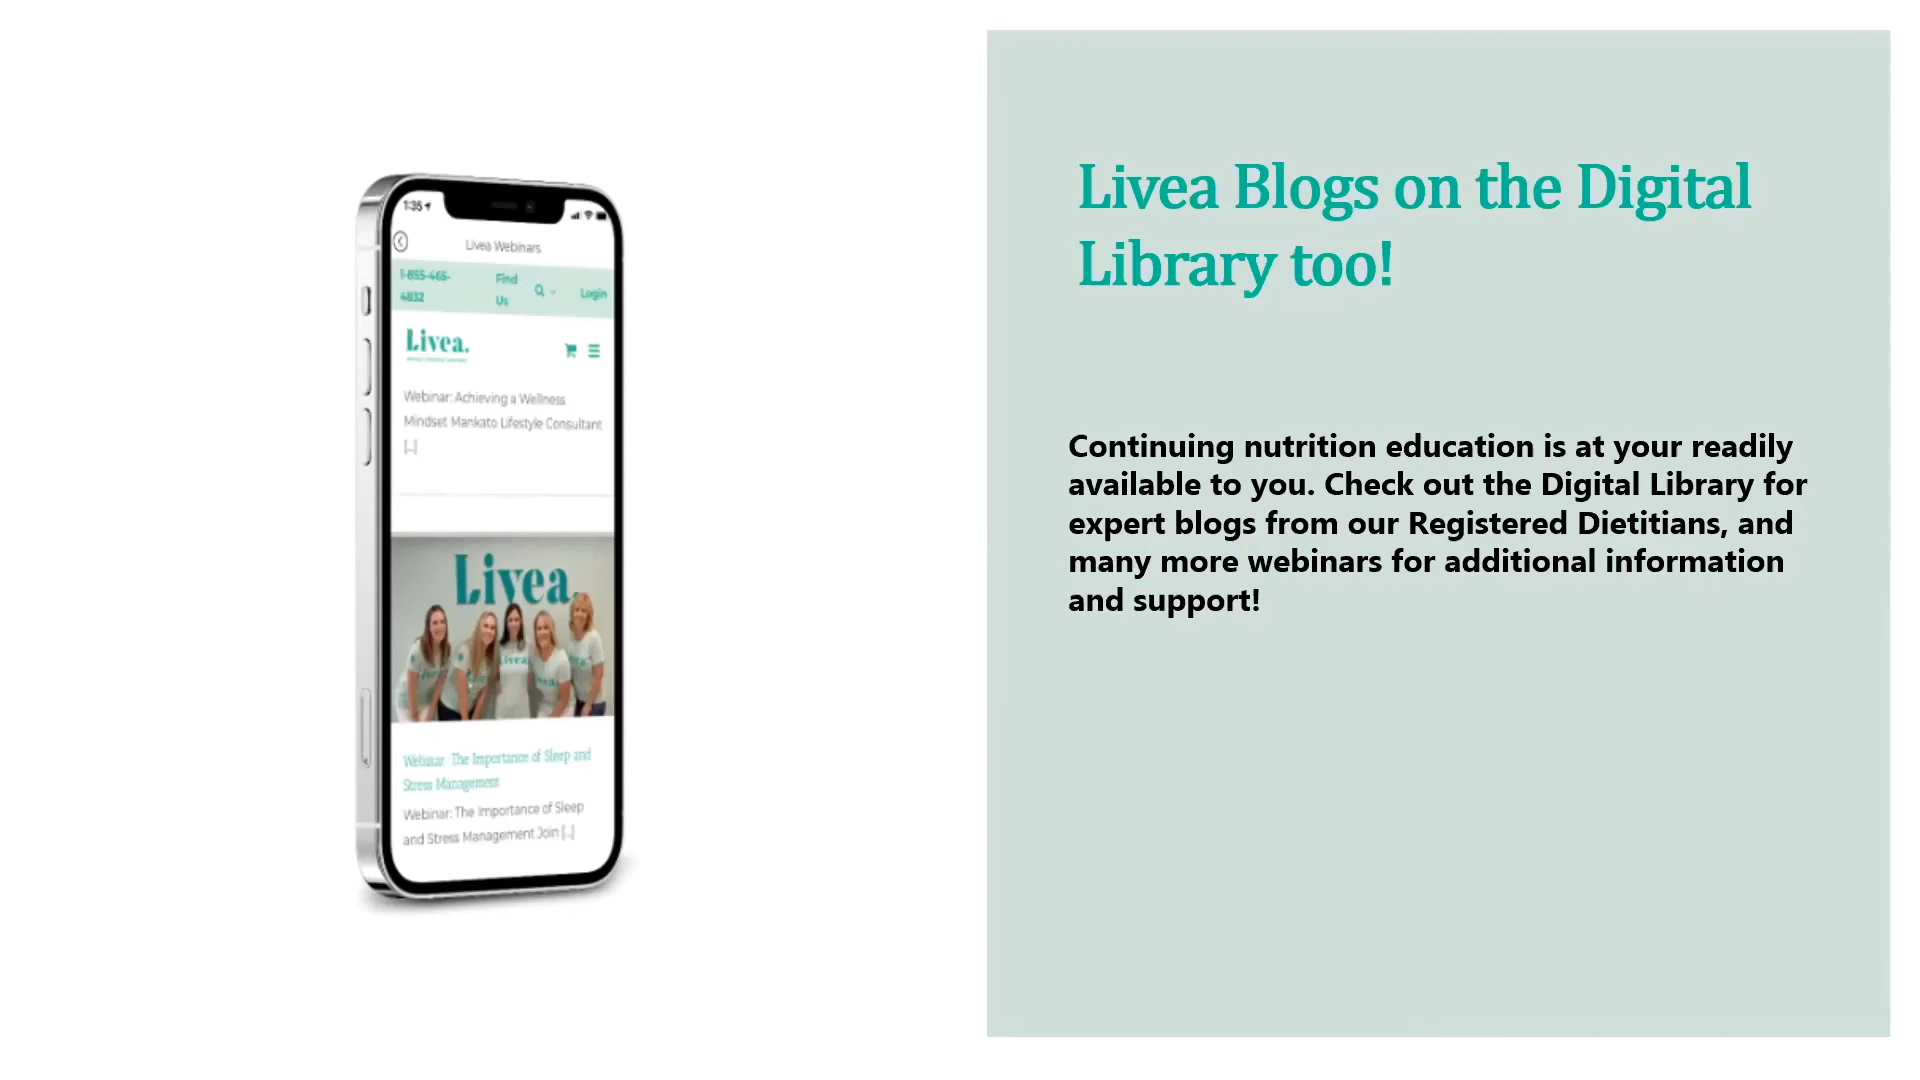 1:35
Livea Webinars
1-855-465-
4832
Find
Us
Login
Livea.
Webinar: Achieving a Wellness
Mindset Mankato Lifestyle Consultant
[...]
Livea.
Livea
Webinar: The Importance of Sleep and
Stress Management
Webinar: The Importance of Sleep
and Stress Management Join [...]
Livea Blogs on the Digital
Library too!
Continuing nutrition education is at your readily
available to you. Check out the Digital Library for
expert blogs from our Registered Dietitians, and
many more webinars for additional information
and support!